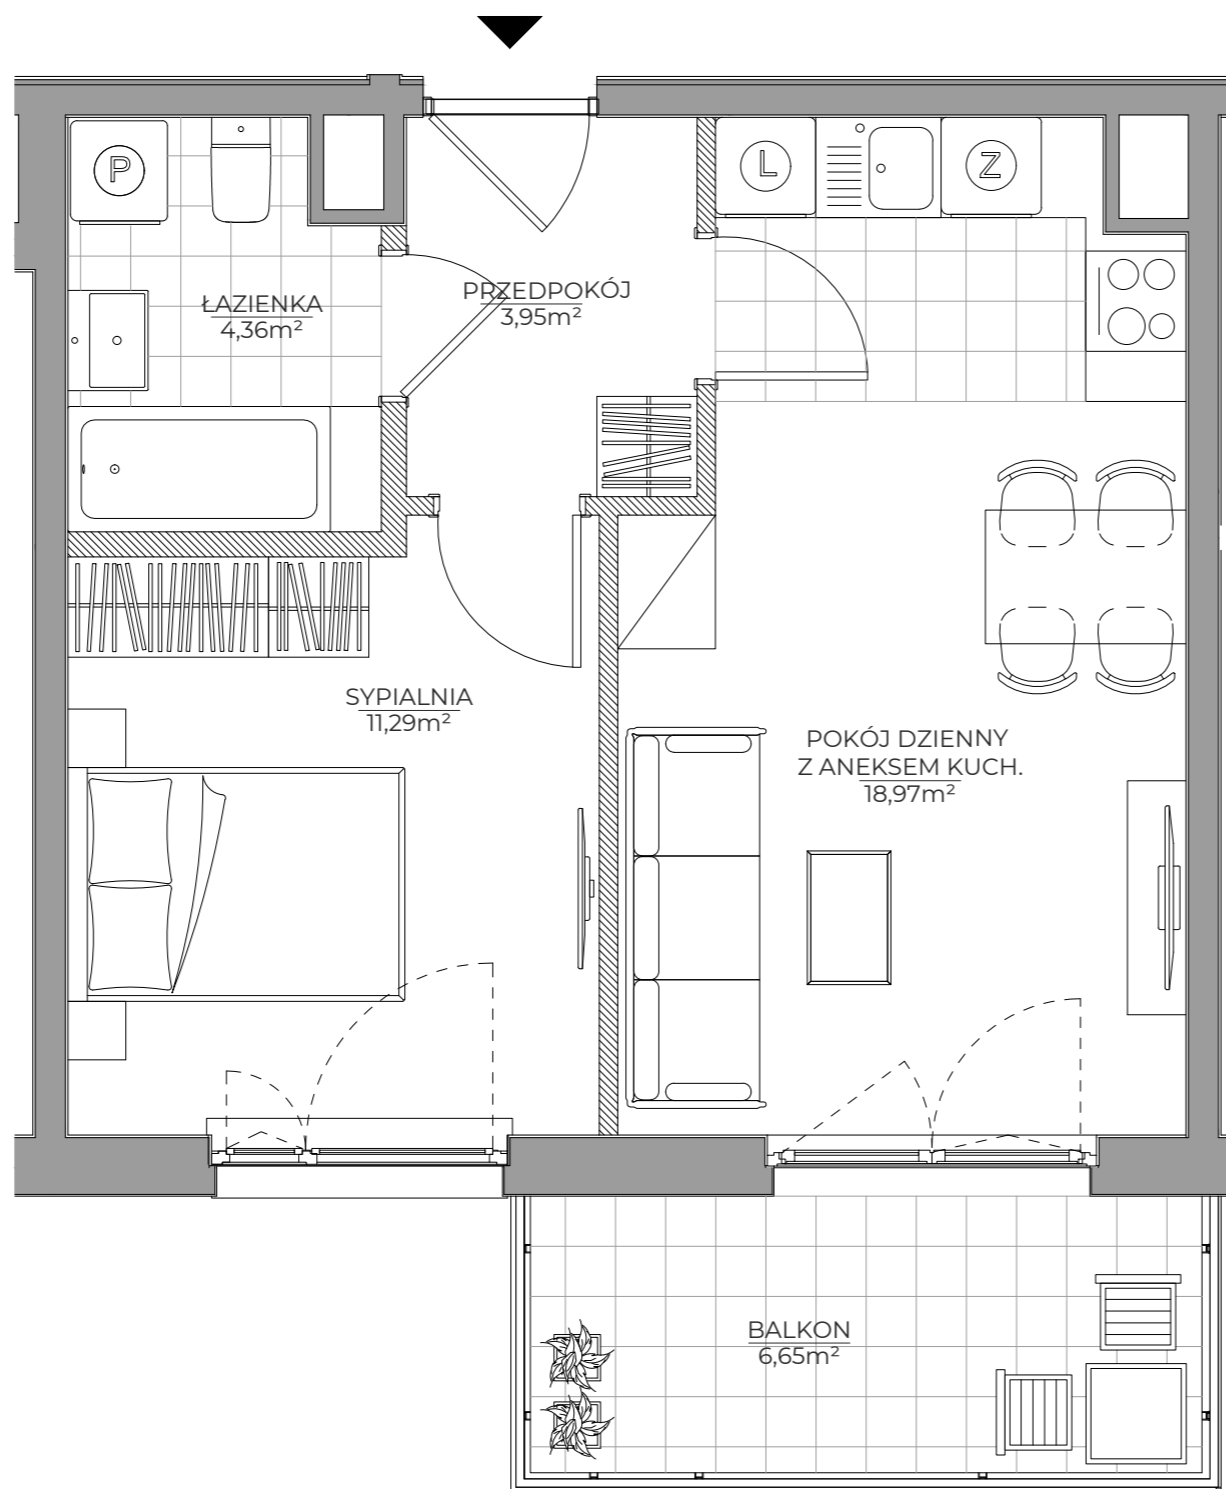 P
L
Z
ŁAZIENKA
4,36m²
PRZEDPOKÓJ
3,95m²
SYPIALNIA
11,29m²
POKÓJ DZIENNY
Z ANEKSEM KUCH.
18,97m²
BALKON
6,65m²